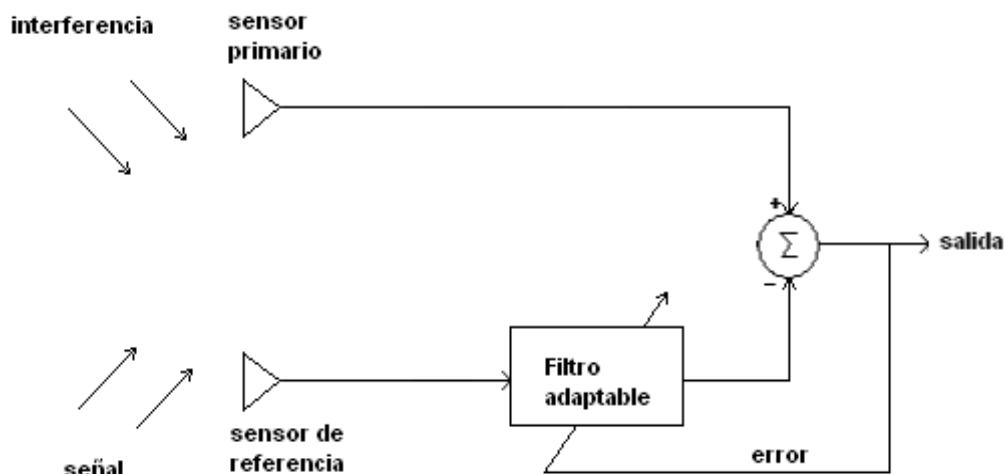 interferencia
sensor
primario
+
Σ
salida
−
Filtro
adaptable
error
sensor de
referencia
señal